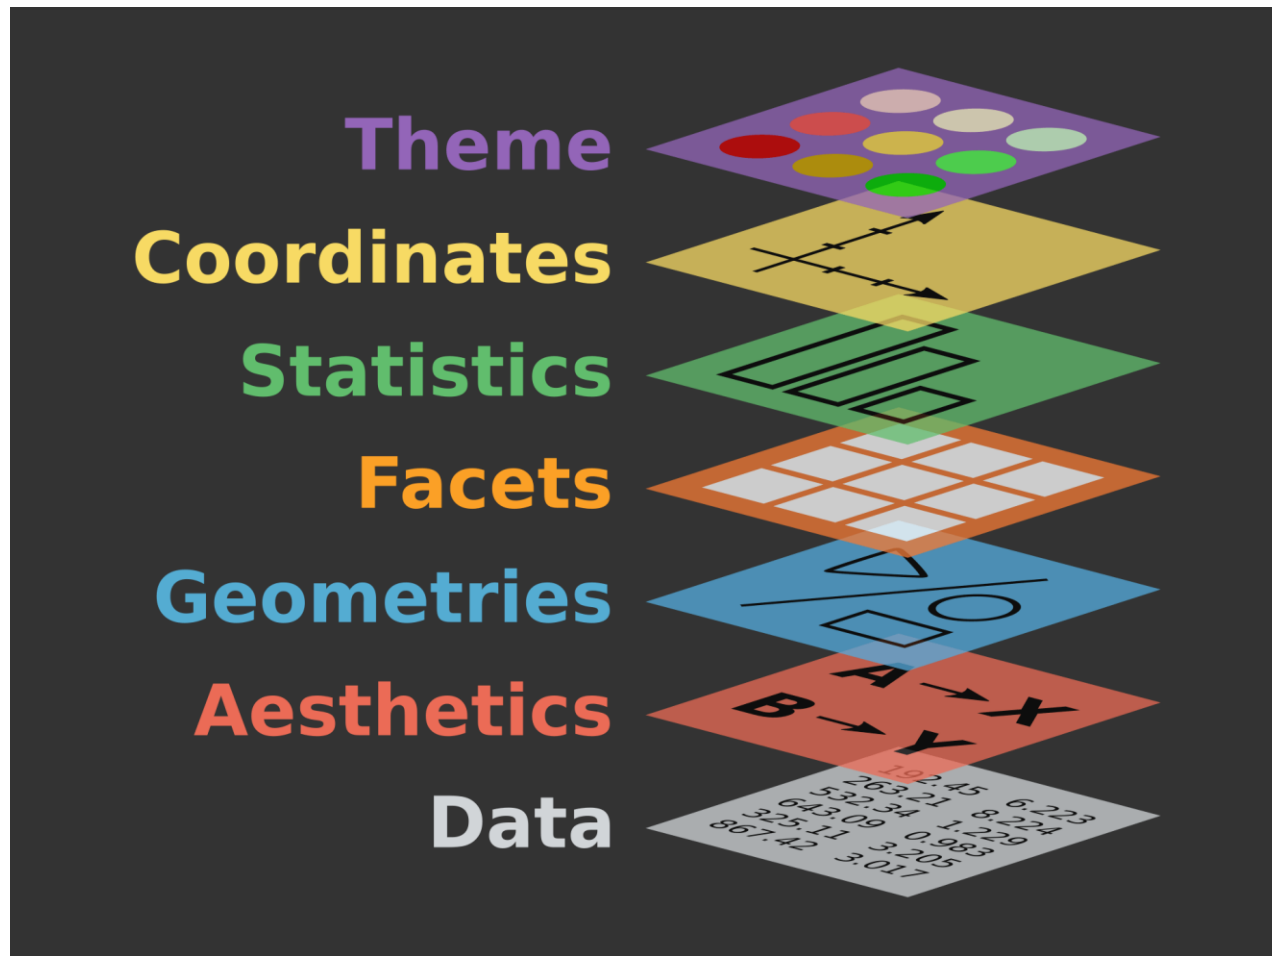 Theme
Coordinates
Statistics
Facets
Geometries
Aesthetics
A → X
B → Y
Data
192.45 6.223
263.21 8.224
532.34 1.229
643.09 0.983
325.11 3.205
867.42 3.017